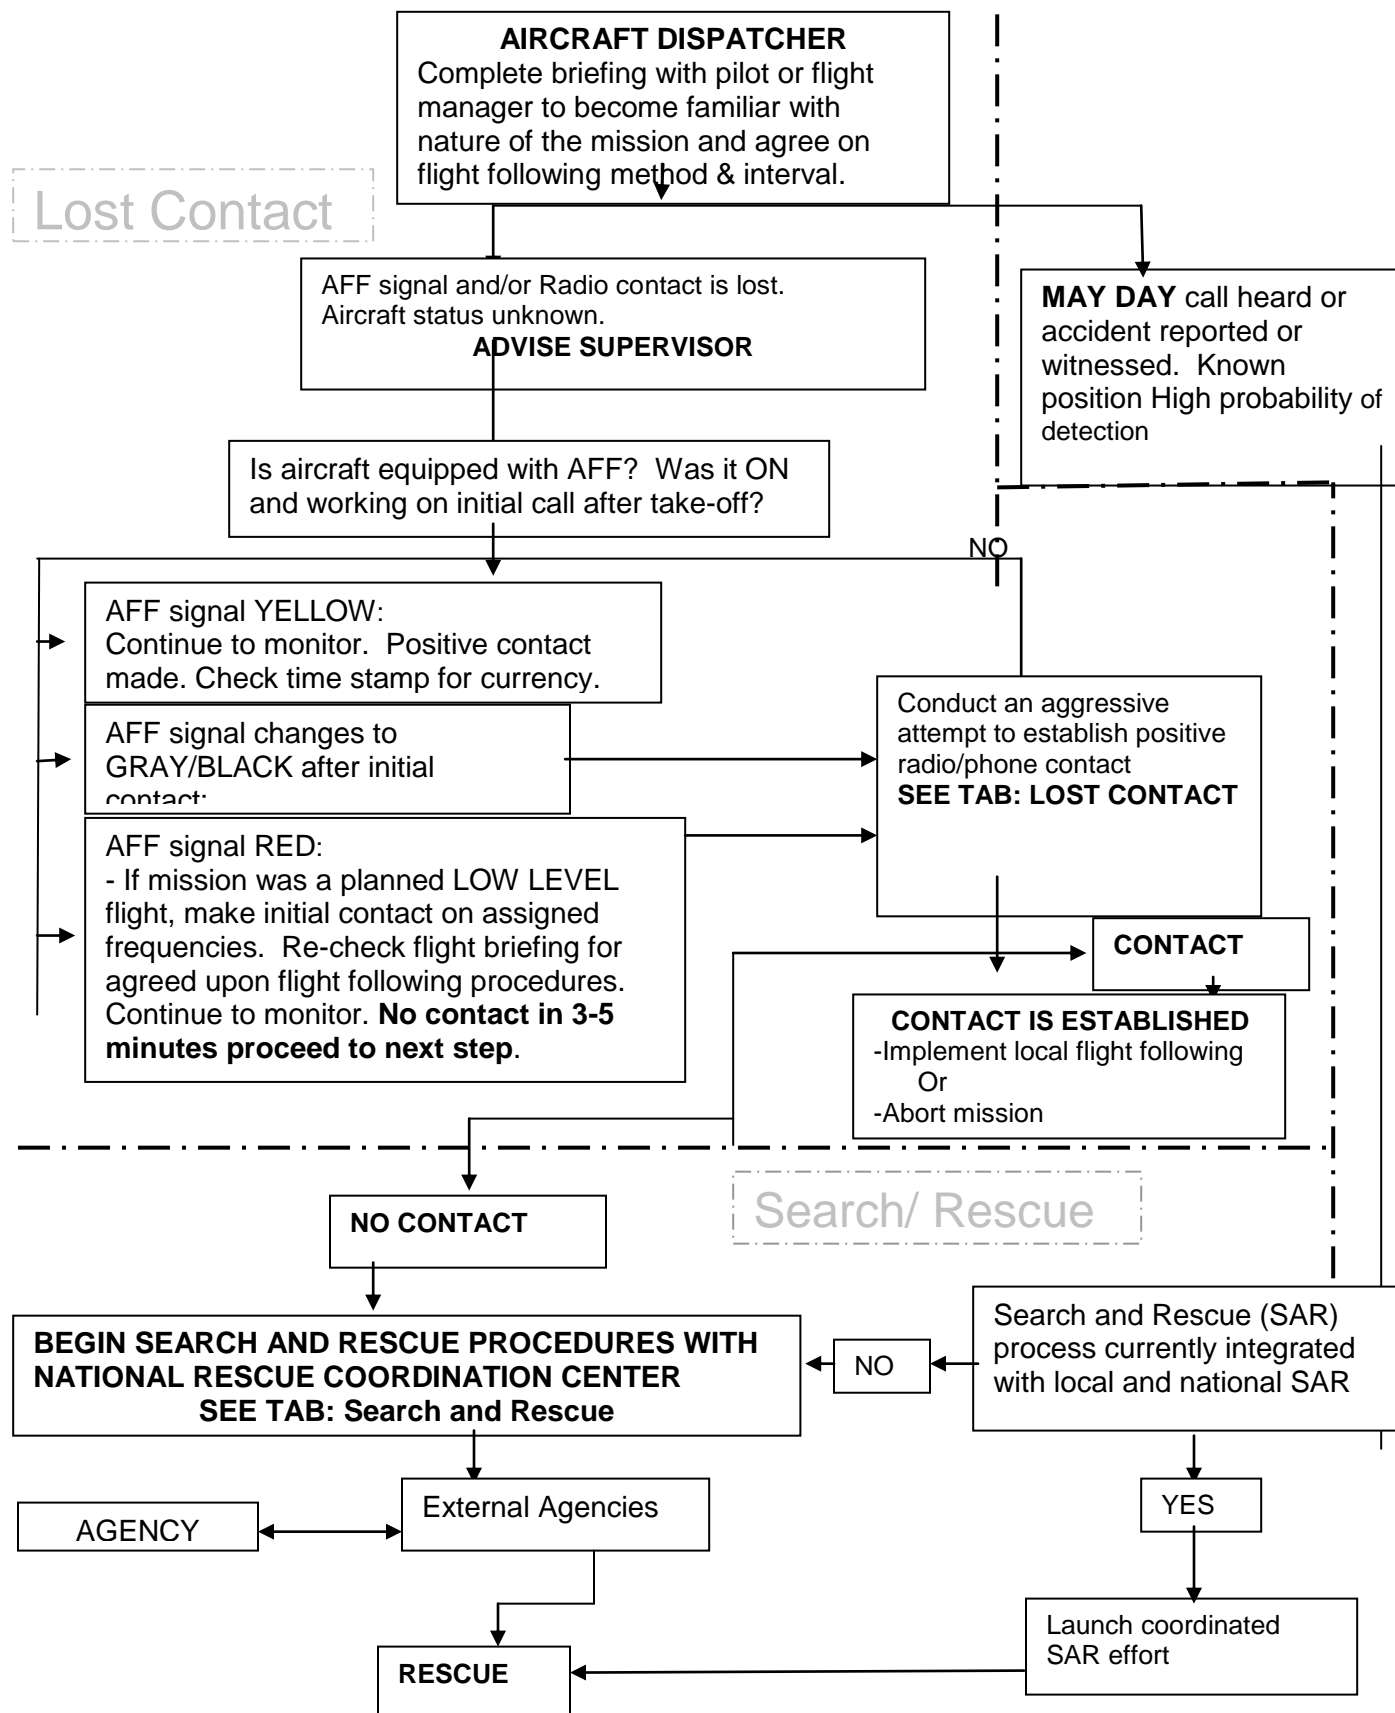 AIRCRAFT DISPATCHER
Complete briefing with pilot or flight
manager to become familiar with
nature of the mission and agree on
flight following method & interval.
Lost Contact
AFF signal and/or Radio contact is lost.
Aircraft status unknown.
ADVISE SUPERVISOR
MAY DAY call heard or
accident reported or
witnessed.  Known
position High probability of
detection
Is aircraft equipped with AFF?  Was it ON
and working on initial call after take-off?
NO
AFF signal YELLOW:
Continue to monitor.  Positive contact
made. Check time stamp for currency.
AFF signal changes to
GRAY/BLACK after initial
contact:
Conduct an aggressive
attempt to establish positive
radio/phone contact
SEE TAB: LOST CONTACT
AFF signal RED:
- If mission was a planned LOW LEVEL
flight, make initial contact on assigned
frequencies.  Re-check flight briefing for
agreed upon flight following procedures.
Continue to monitor. No contact in 3-5
minutes proceed to next step.
CONTACT
CONTACT IS ESTABLISHED
-Implement local flight following
Or
-Abort mission
Search/ Rescue
NO CONTACT
BEGIN SEARCH AND RESCUE PROCEDURES WITH
NATIONAL RESCUE COORDINATION CENTER
SEE TAB: Search and Rescue
NO
Search and Rescue (SAR)
process currently integrated
with local and national SAR
External Agencies
AGENCY
YES
Launch coordinated
SAR effort
RESCUE